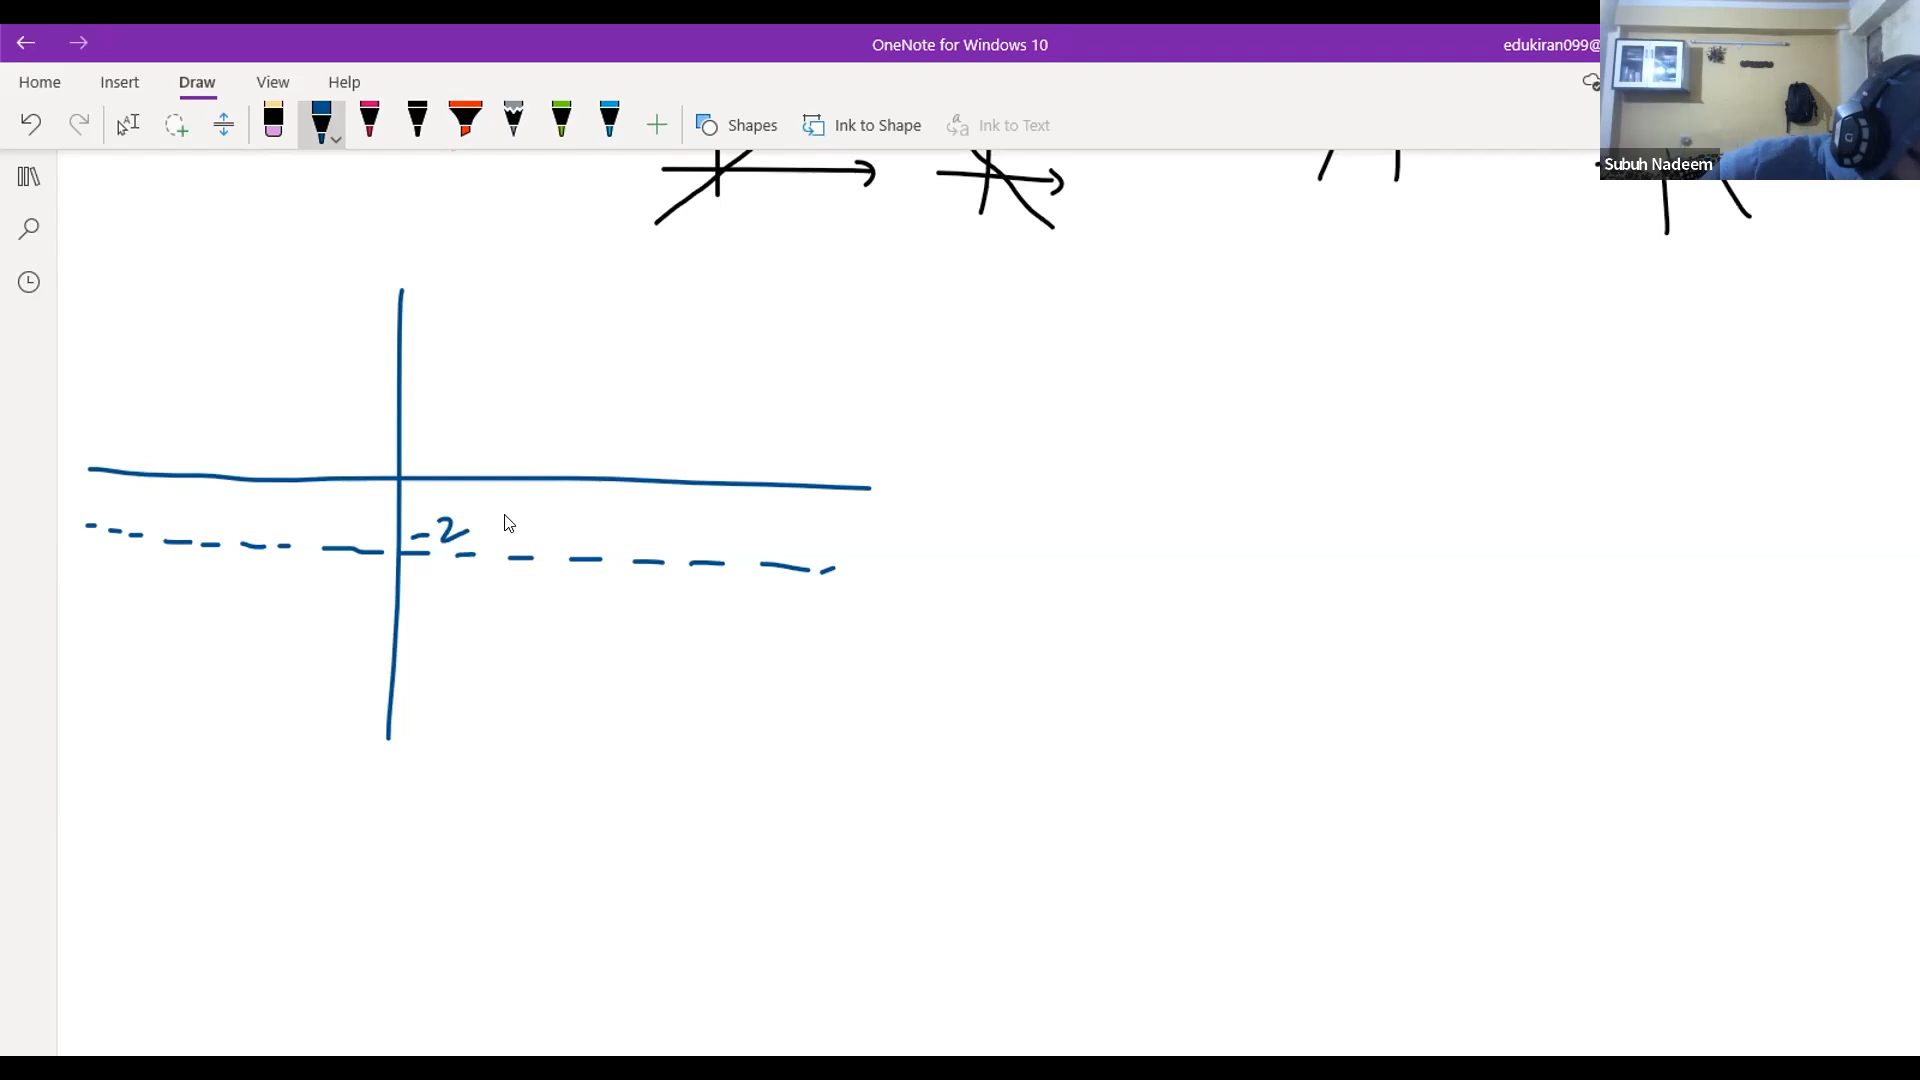 OneNote for Windows 10
edukiran099@
Home
Insert
Draw
View
Help
Shapes
Ink to Shape
Ink to Text
Subuh Nadeem
-2